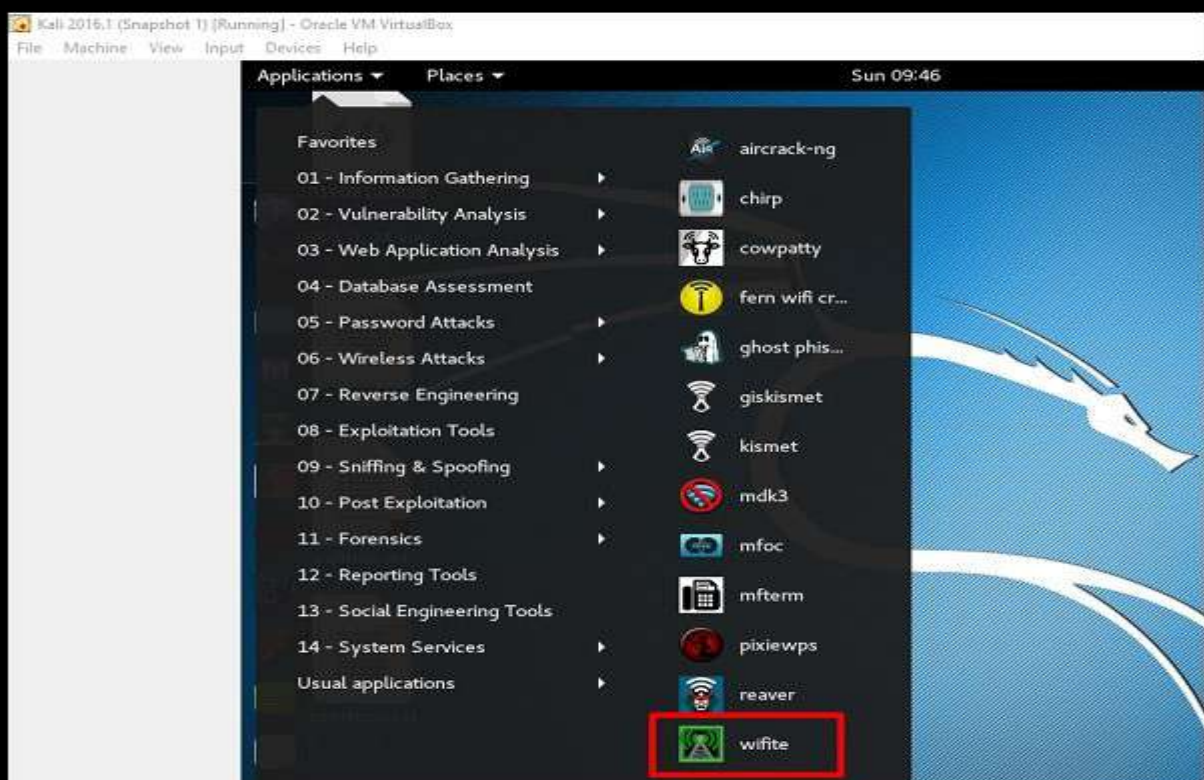 Kali 2016.1 (Snapshot 1) [Running] - Oracle VM VirtualBox
File Machine View Input Devices Help
Applications Places Sun 09:46
Favorites
01 - Information Gathering
02 - Vulnerability Analysis
03 - Web Application Analysis
04 - Database Assessment
05 - Password Attacks
06 - Wireless Attacks
07 - Reverse Engineering
08 - Exploitation Tools
09 - Sniffing & Spoofing
10 - Post Exploitation
11 - Forensics
12 - Reporting Tools
13 - Social Engineering Tools
14 - System Services
Usual applications
aircrack-ng
chirp
cowpatty
fern wifi cr...
ghost phis...
giskismet
kismet
mdk3
mfoc
mfterm
pixiewps
reaver
wifite